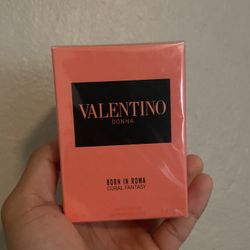 VALENTINO
DONNA
BORN IN ROMA
CORAL FANTASY